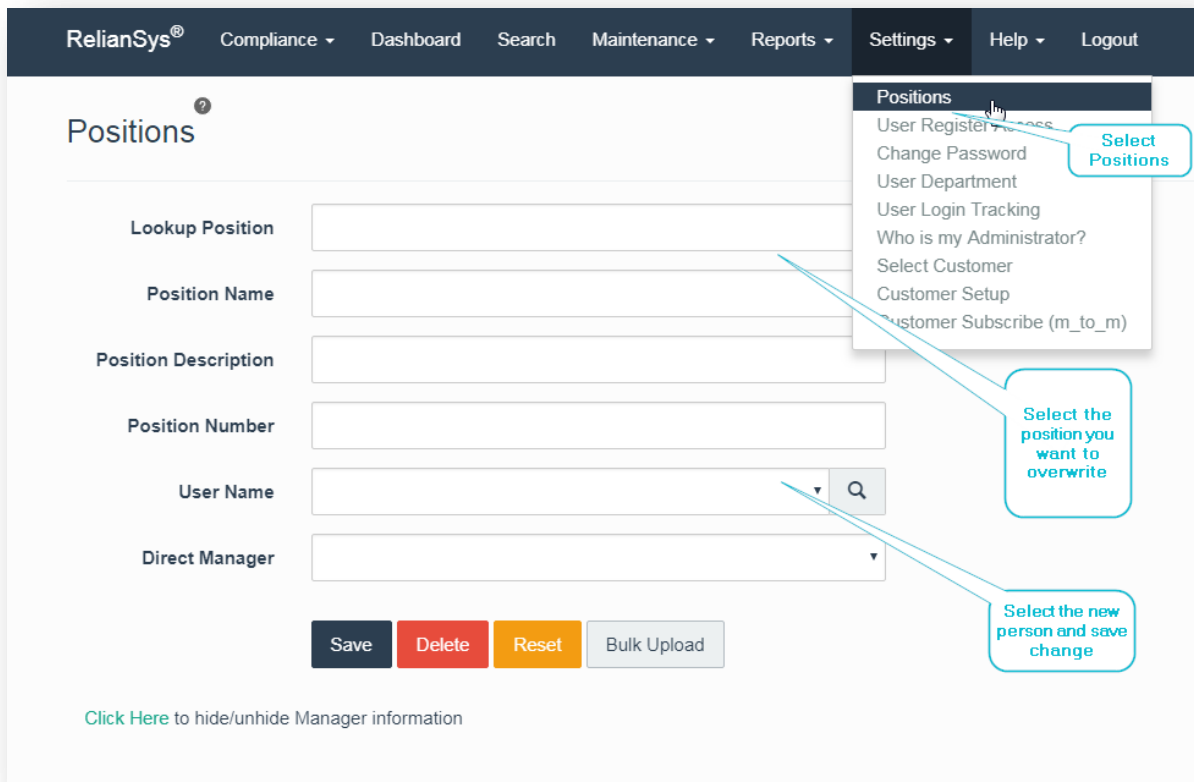 RelianSys® Compliance Dashboard Search Maintenance Reports Settings Help Logout
Positions
?
Positions
User Register Access
Select
Positions
Change Password
User Department
User Login Tracking
Who is my Administrator?
Select Customer
Customer Setup
Customer Subscribe (m_to_m)
Lookup Position
Position Name
Position Description
Position Number
User Name
Direct Manager
Select the
position you
want to
overwrite
Select the new
person and save
change
Save Delete Reset Bulk Upload
Click Here to hide/unhide Manager information